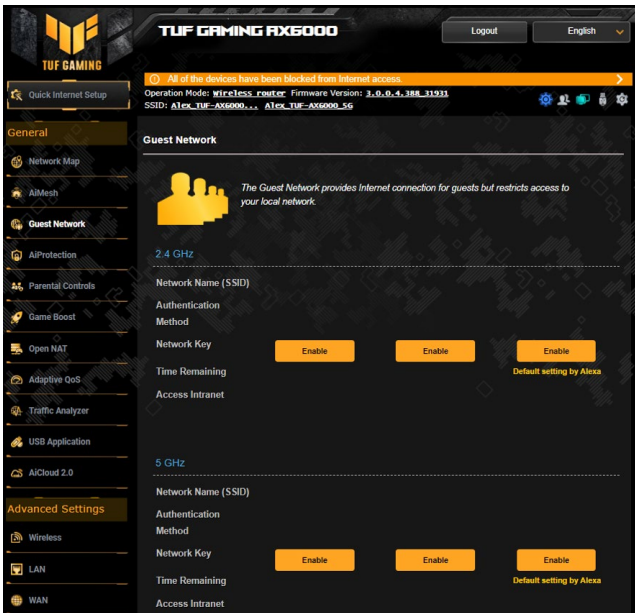 TUF GAMING
TUF GAMING AX6000
Logout
English
Quick Internet Setup
All of the devices have been blocked from Internet access.
Operation Mode: Wireless router Firmware Version: 3.0.0.4.388_31931
SSID: Alex_TUF-AX6000... Alex_TUF-AX6000_5G
General
Network Map
AiMesh
Guest Network
AiProtection
Parental Controls
Game Boost
Open NAT
Adaptive QoS
Traffic Analyzer
USB Application
AiCloud 2.0
Advanced Settings
Wireless
LAN
WAN
Guest Network
The Guest Network provides Internet connection for guests but restricts access to
your local network.
2.4 GHz
Network Name (SSID)
Authentication
Method
Network Key
Enable Enable Enable
Time Remaining
Default setting by Alexa
Access Intranet
5 GHz
Network Name (SSID)
Authentication
Method
Network Key
Enable Enable Enable
Time Remaining
Default setting by Alexa
Access Intranet